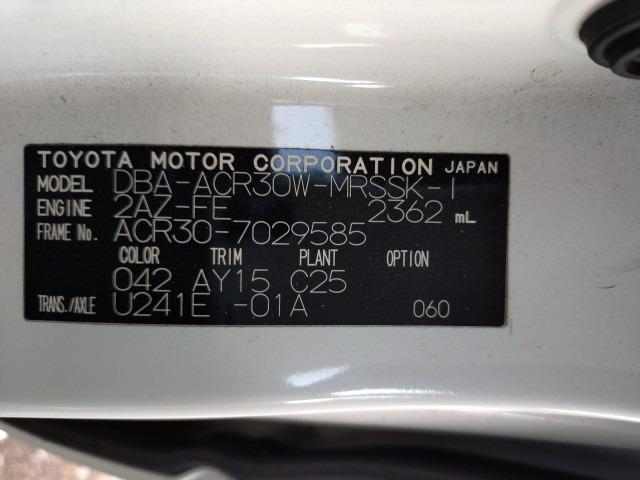 TOYOTA MOTOR CORPORATION JAPAN
MODEL DBA-ACR30W-MRSSK-I
ENGINE 2AZ-FE 2362 mL
FRAME No. ACR30-7029585
COLOR TRIM PLANT OPTION
042 AY15 C25
TRANS./AXLE U241E -01A 060